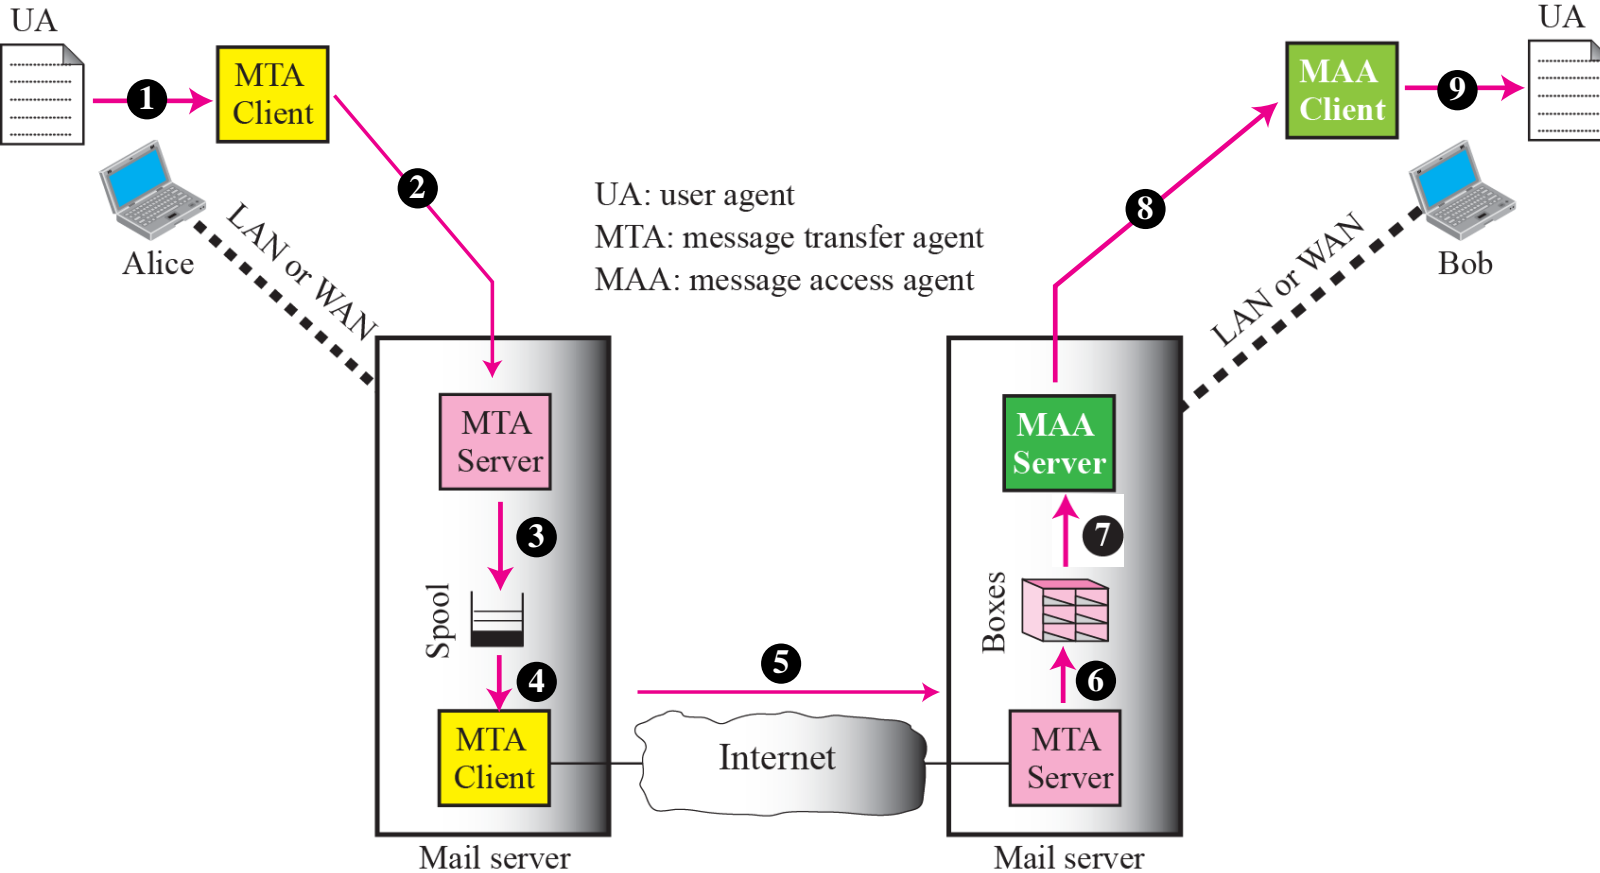 UA
UA
MTA
Client
MAA
Client
1
9
2
8
UA: user agent
MTA: message transfer agent
MAA: message access agent
LAN or WAN
LAN or WAN
Alice
Bob
MTA
Server
MAA
Server
3
7
Spool
Boxes
4
5
6
MTA
Client
Internet
MTA
Server
Mail server
Mail server